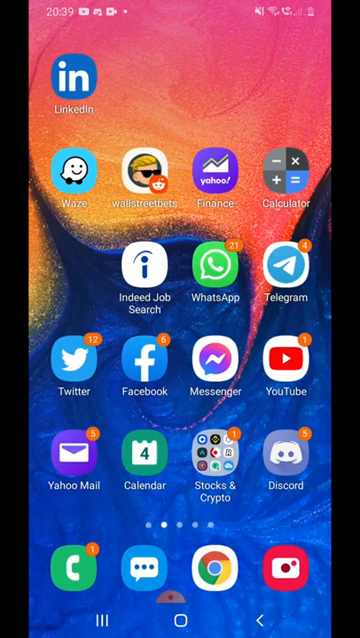 20:39
in
LinkedIn
Waze
wallstreetbets
yahoo!
Finance
Calculator
21
4
Indeed Job
Search
WhatsApp
Telegram
12
6
1
Twitter
Facebook
Messenger
YouTube
5
4
1
5
Yahoo Mail
Calendar
Stocks &
Crypto
Discord
1